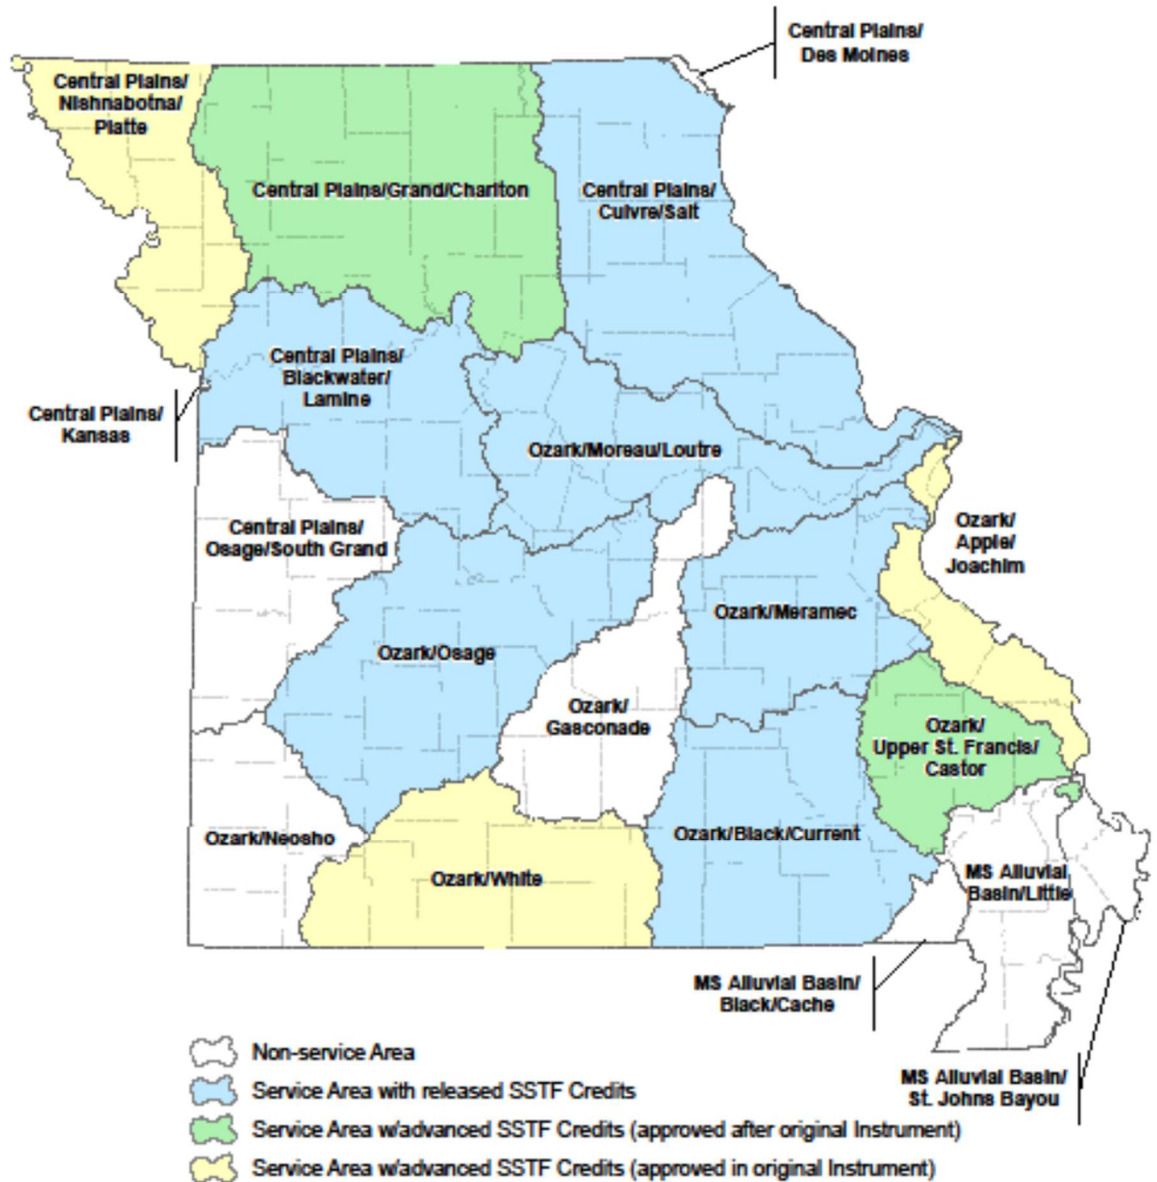 Central Plains/
Des Moines
Central Plains/
Nishnabotna/
Platte
Central Plains/Grand/Chariton
Central Plains/
Cuivre/Salt
Central Plains/
Blackwater/
Lamine
Central Plains/
Kansas
Ozark/Moreau/Loutre
Central Plains/
Osage/South Grand
Ozark/
Apple/
Joachim
Ozark/Meramec
Ozark/Osage
Ozark/
Gasconade
Ozark/
Upper St. Francis/
Castor
Ozark/Neosho
Ozark/Black/Current
Ozark/White
MS Alluvial
Basin/Little
MS Alluvial Basin/
Black/Cache
MS Alluvial Basin/
St. Johns Bayou
Non-service Area
Service Area with released SSTF Credits
Service Area w/advanced SSTF Credits (approved after original Instrument)
Service Area w/advanced SSTF Credits (approved in original Instrument)